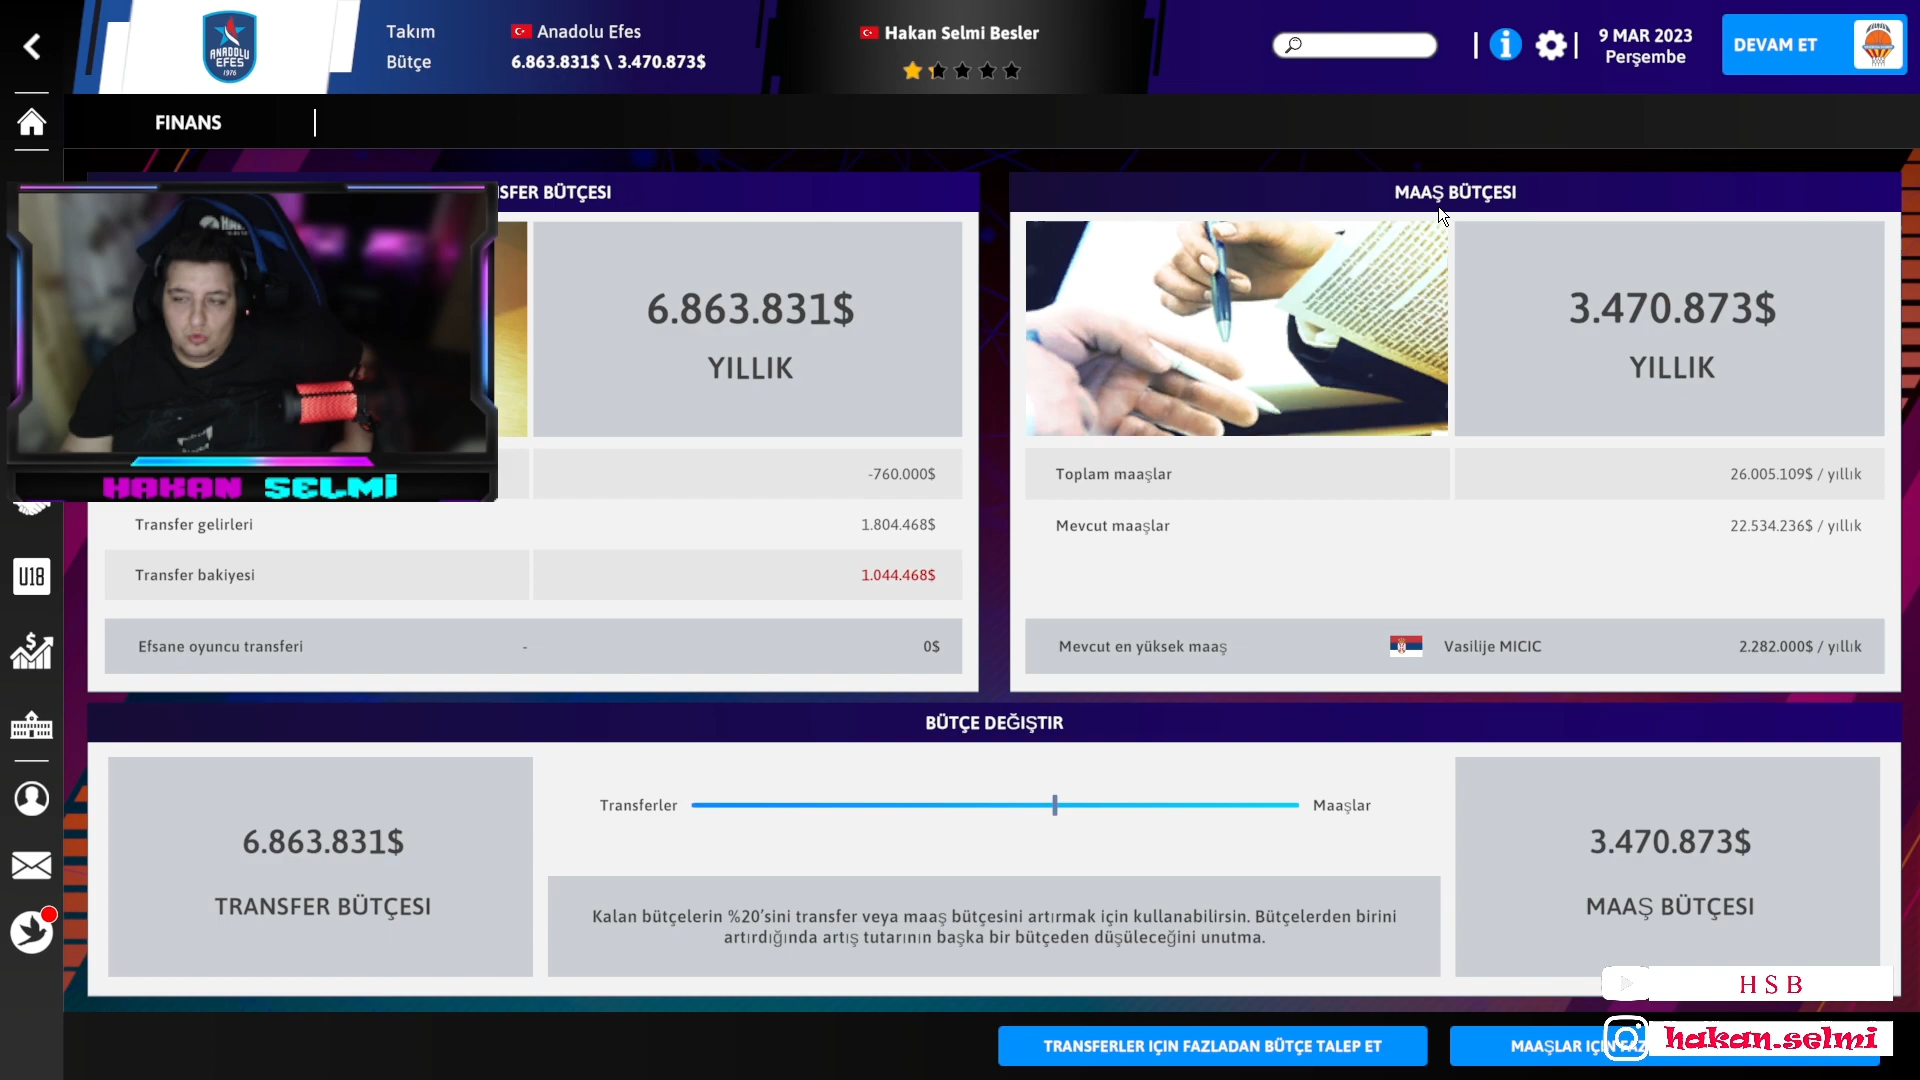 ANADOLU
EFES
1976
Takım
Anadolu Efes
Bütçe
6.863.831$ \ 3.470.873$
Hakan Selmi Besler
9 MAR 2023
Perşembe
DEVAM ET
FINANS
SFER BÜTÇESI
6.863.831$
YILLIK
-760.000$
Transfer gelirleri
1.804.468$
Transfer bakiyesi
1.044.468$
Efsane oyuncu transferi
-
0$
MAAŞ BÜTÇESI
3.470.873$
YILLIK
Toplam maaşlar
26.005.109$ / yıllık
Mevcut maaşlar
22.534.236$ / yıllık
Mevcut en yüksek maaş
Vasilije MICIC
2.282.000$ / yıllık
HAKAN SELMİ
U18
BÜTÇE DEĞIŞTIR
6.863.831$
TRANSFER BÜTÇESI
Transferler
Maaşlar
Kalan bütçelerin %20'sini transfer veya maaş bütçesini artırmak için kullanabilirsin. Bütçelerden birini
artırdığında artış tutarının başka bir bütçeden düşüleceğini unutma.
3.470.873$
MAAŞ BÜTÇESI
H S B
TRANSFERLER IÇIN FAZLADAN BÜTÇE TALEP ET
MAAŞLAR IÇIN FAZ
hakan.selmi